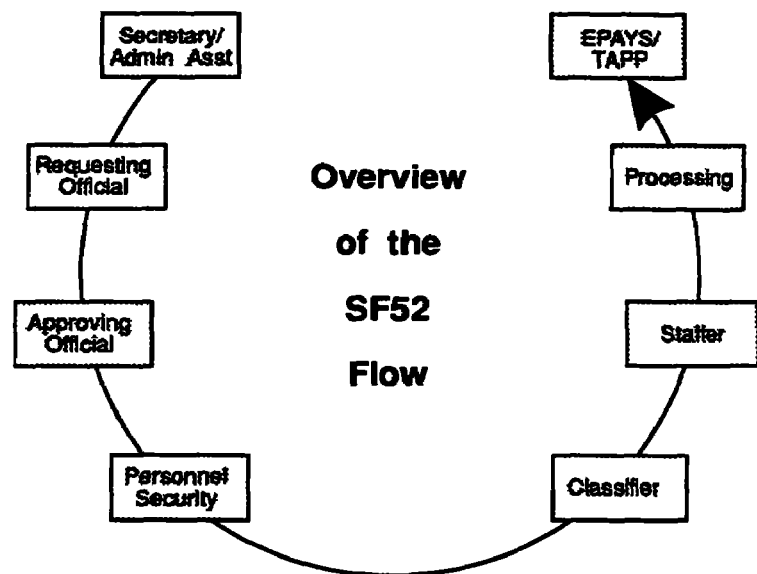 Secretary/
Admin Asst
EPAYS/
TAPP
Requesting
Official
Processing
Overview
of the
SF52
Flow
Approving
Official
Staffer
Personnel
Security
Classifier